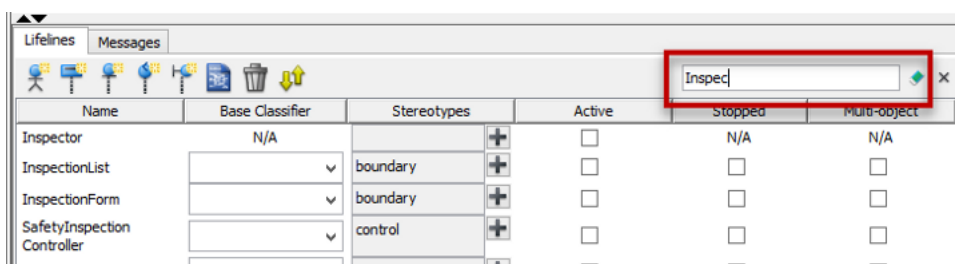 Lifelines Messages
Inspec
Name Base Classifier Stereotypes Active Stopped Multi-object
Inspector N/A N/A N/A
InspectionList boundary
InspectionForm boundary
SafetyInspection
Controller control